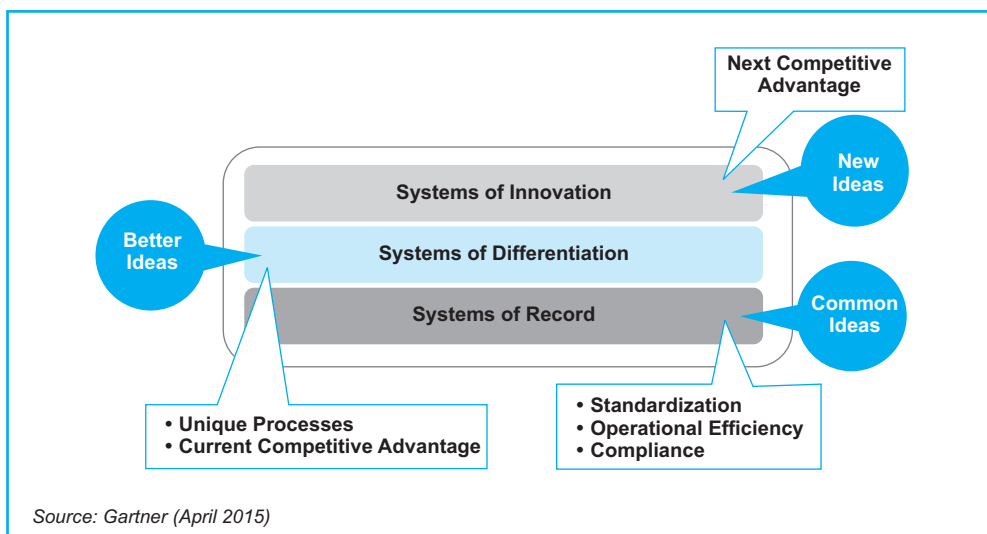 Next Competitive
Advantage
New
Ideas
Systems of Innovation
Better
Ideas
Systems of Differentiation
Systems of Record
Common
Ideas
• Unique Processes
• Current Competitive Advantage
• Standardization
• Operational Efficiency
• Compliance
Source: Gartner (April 2015)